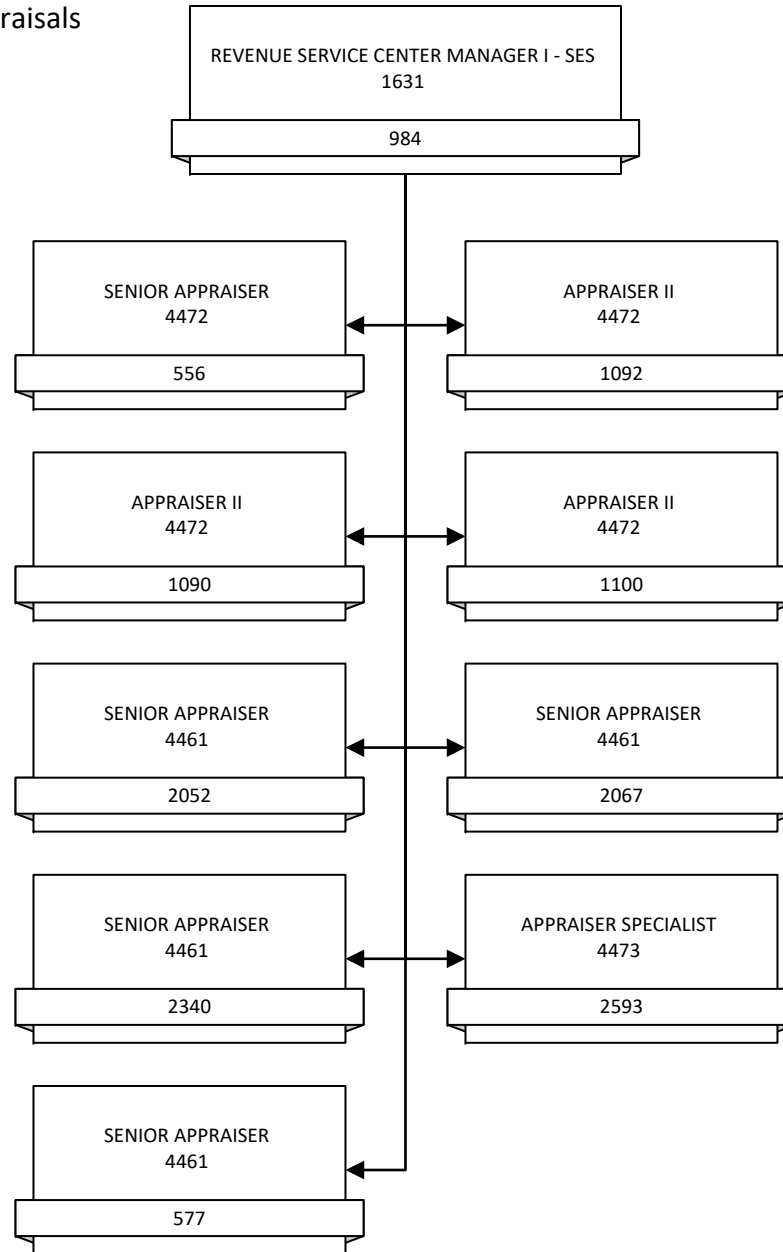 raisals
REVENUE SERVICE CENTER MANAGER I - SES
1631
984
SENIOR APPRAISER
4472
556
APPRAISER II
4472
1092
APPRAISER II
4472
1090
APPRAISER II
4472
1100
SENIOR APPRAISER
4461
2052
SENIOR APPRAISER
4461
2067
SENIOR APPRAISER
4461
2340
APPRAISER SPECIALIST
4473
2593
SENIOR APPRAISER
4461
577